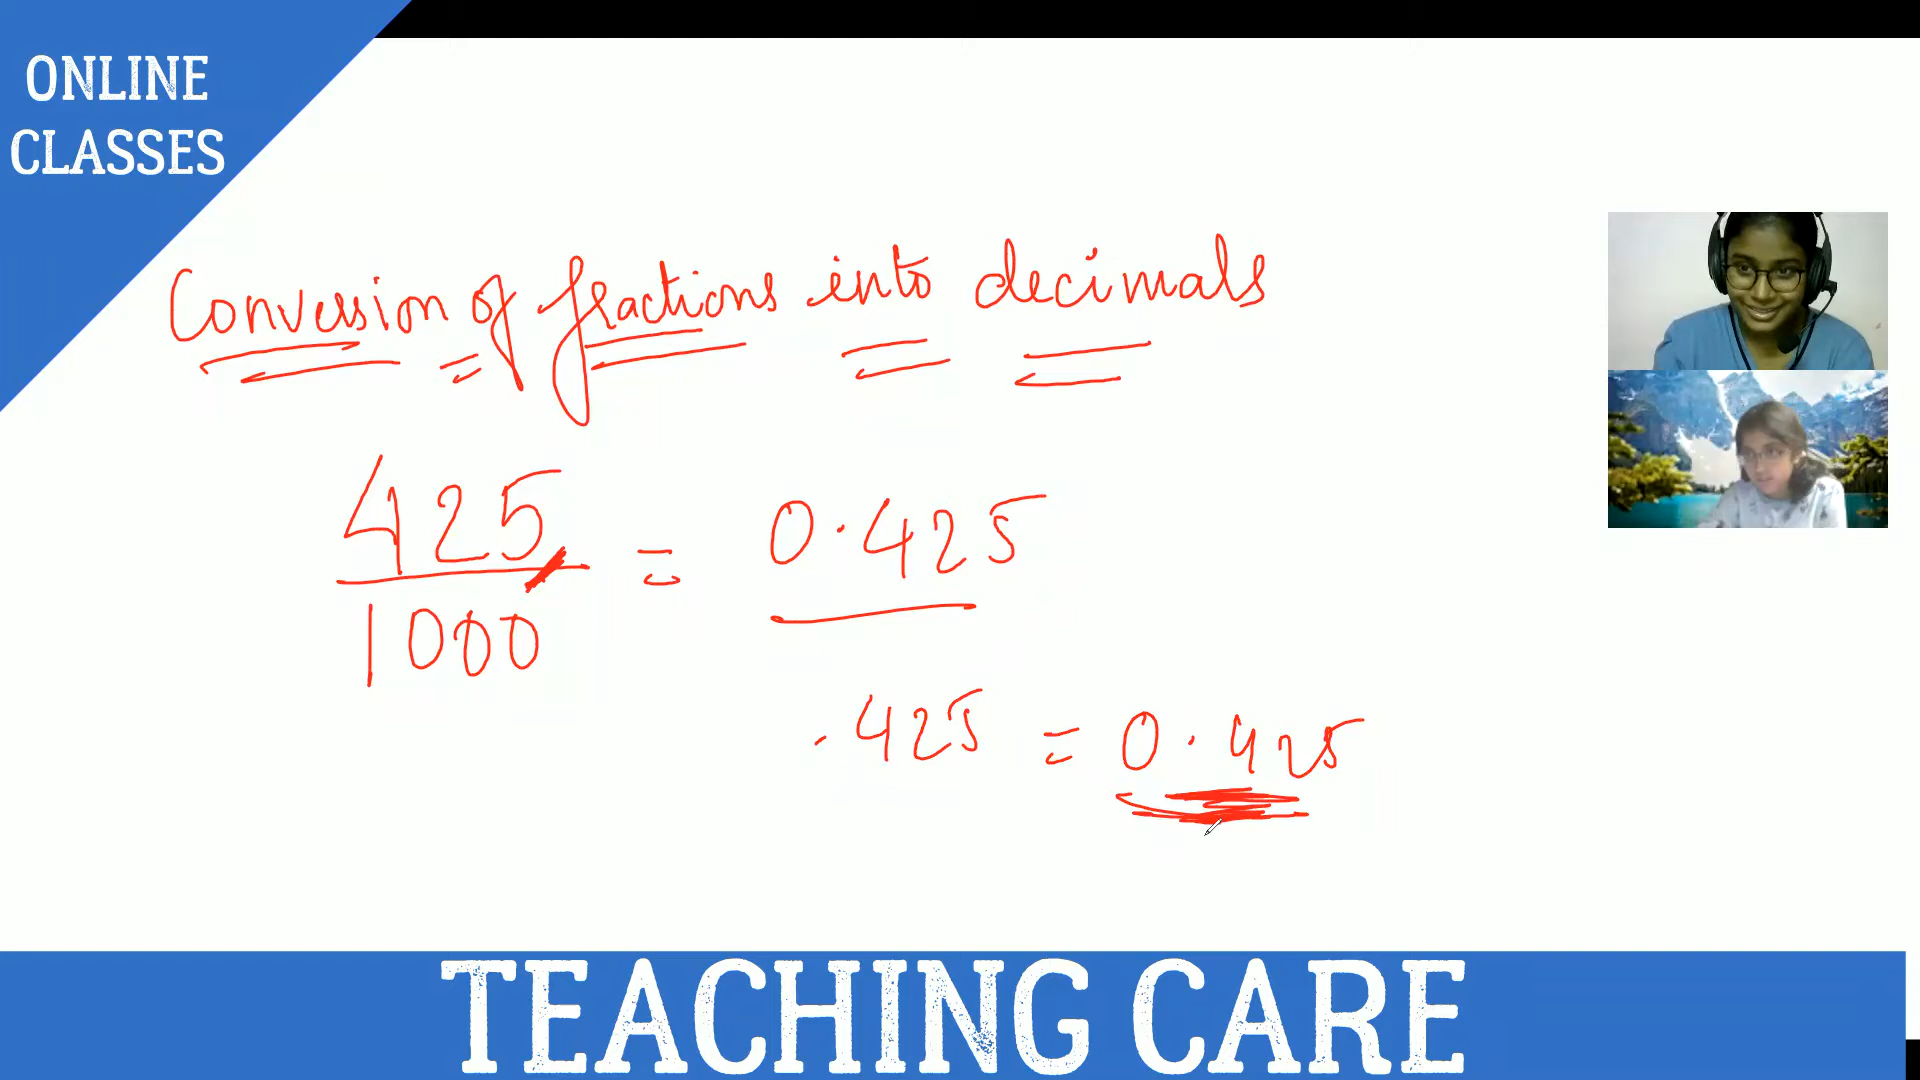 ONLINE
CLASSES
Conversion of fractions into decimals
425
1000
= 0.425
.425 = 0.425
TEACHING CARE